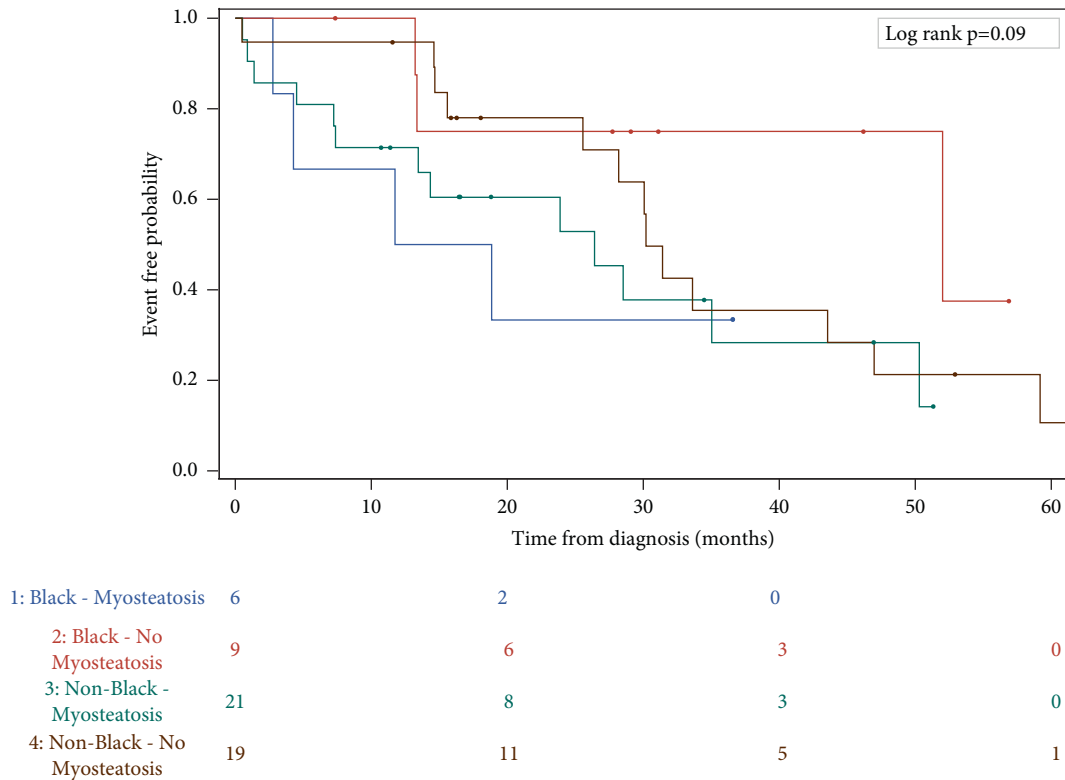 1.0
0.8
0.6
0.4
0.2
0.0
Event free probability
Log rank p=0.09
0 10 20 30 40 50 60
Time from diagnosis (months)
1: Black - Myosteatosis 6 2 0
2: Black - No
Myosteatosis
9 6 3 0
3: Non-Black -
Myosteatosis
21 8 3 0
4: Non-Black - No
Myosteatosis
19 11 5 1